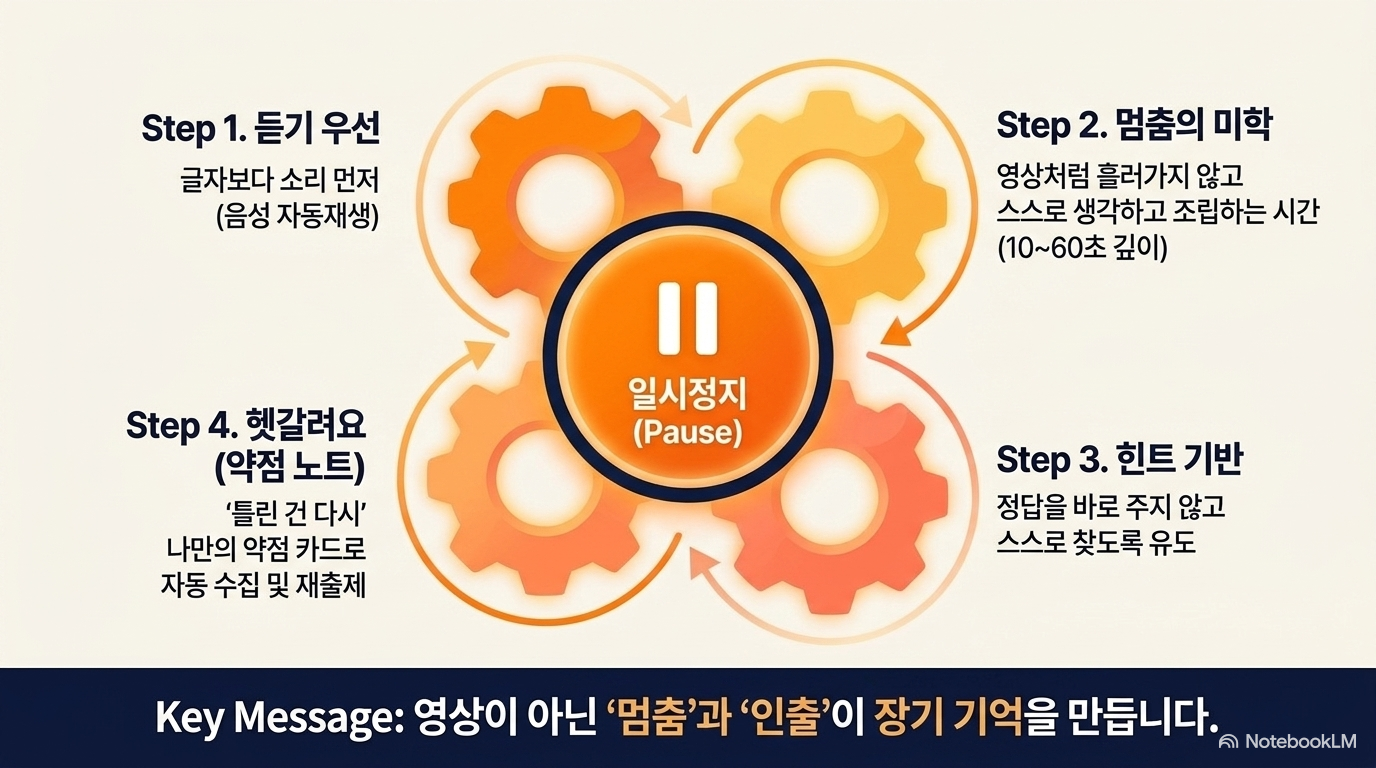 Step 1. 듣기 우선
글자보다 소리 먼저
(음성 자동재생)
Step 2. 멈춤의 미학
영상처럼 흘러가지 않고
스스로 생각하고 조립하는 시간
(10~60초 깊이)
일시정지
(Pause)
Step 4. 헷갈려요
(약점 노트)
‘틀린 건 다시’
나만의 약점 카드로
자동 수집 및 재출제
Step 3. 힌트 기반
정답을 바로 주지 않고
스스로 찾도록 유도
Key Message: 영상이 아닌 ‘멈춤’과 ‘인출’이 장기 기억을 만듭니다.
NotebookLM